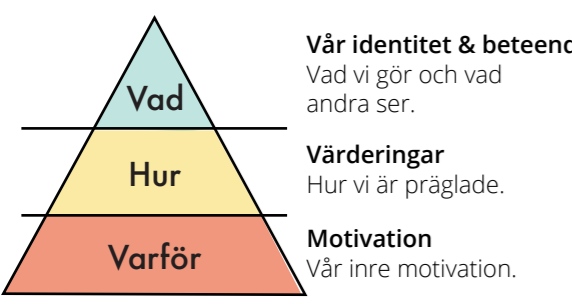 Vad
Vår identitet & beteend
Vad vi gör och vad
andra ser.
Hur
Värderingar
Hur vi är präglade.
Varför
Motivation
Vår inre motivation.